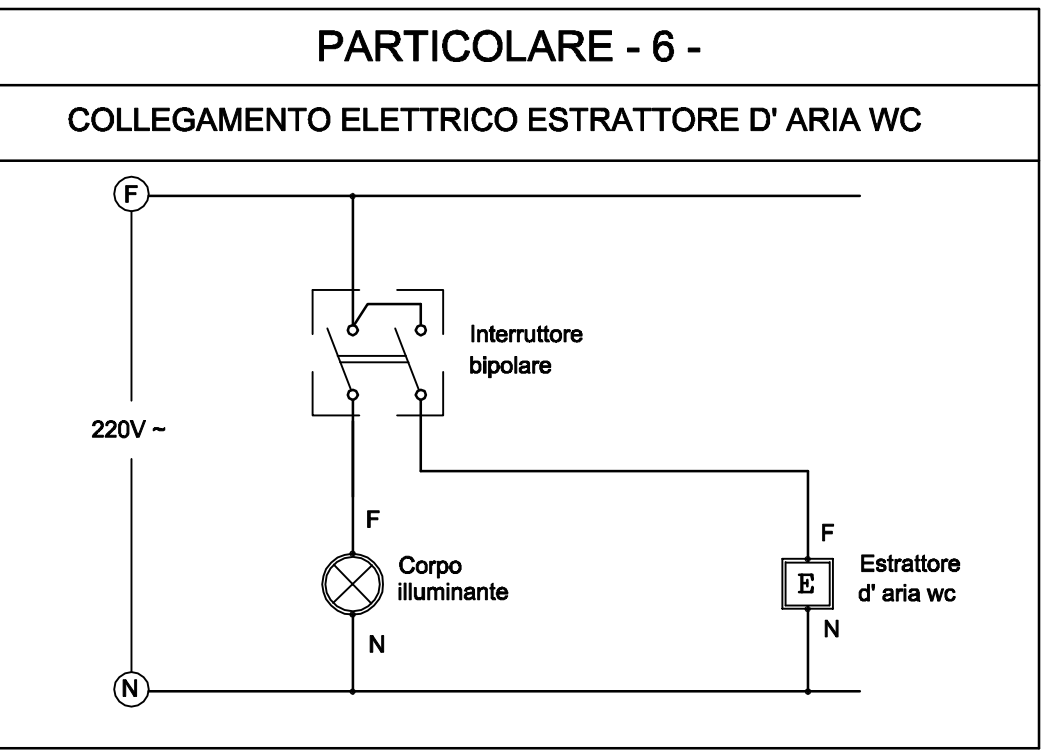 PARTICOLARE - 6 -
COLLEGAMENTO ELETTRICO ESTRATTORE D' ARIA WC
F
Interruttore
bipolare
220V ~
F
F
Corpo
illuminante
E
Estrattore
d' aria wc
N
N
N